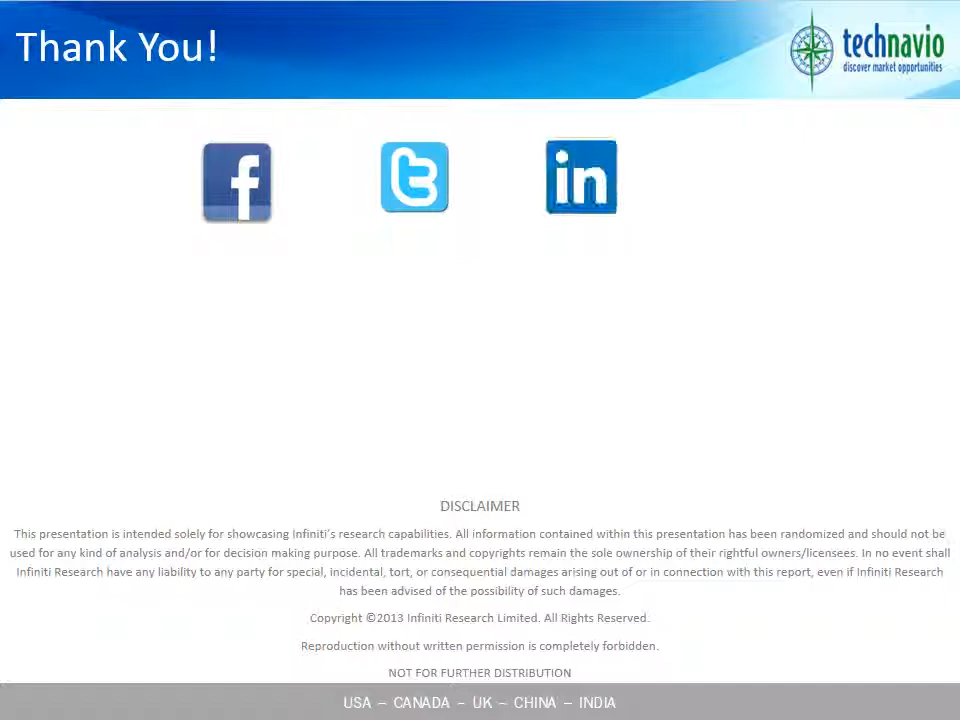 Thank You!
technavio
discover market opportunities
f
t
in
DISCLAIMER
This presentation is intended solely for showcasing Infiniti's research capabilities. All information contained within this presentation has been randomized and should not be
used for any kind of analysis and/or for decision making purpose. All trademarks and copyrights remain the sole ownership of their rightful owners/licensees. In no event shall
Infiniti Research have any liability to any party for special, incidental, tort, or consequential damages arising out of or in connection with this report, even if Infiniti Research
has been advised of the possibility of such damages.
Copyright ©2013 Infiniti Research Limited. All Rights Reserved.
Reproduction without written permission is completely forbidden.
NOT FOR FURTHER DISTRIBUTION
USA – CANADA – UK – CHINA – INDIA